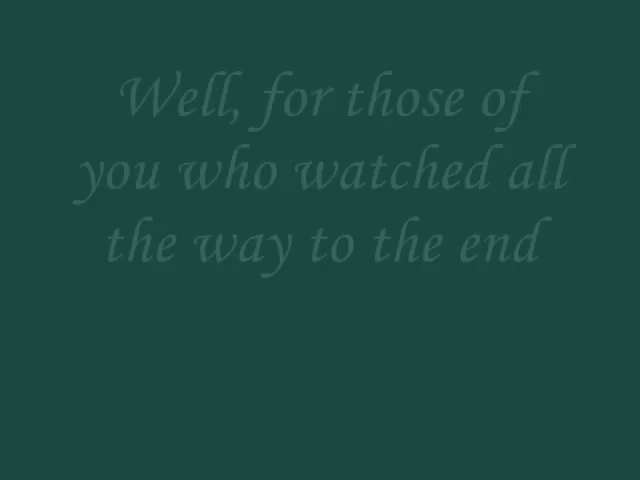 Well, for those of
you who watched all
the way to the end